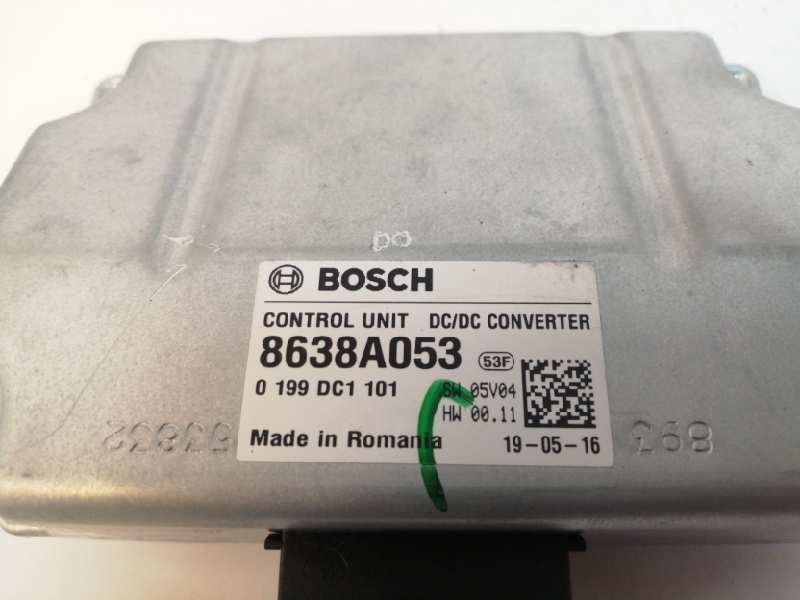 BOSCH
CONTROL UNIT DC/DC CONVERTER
8638A053 53F
0 199 DC1 101 SW 05V04
HW 00.11
Made in Romania 19-05-16